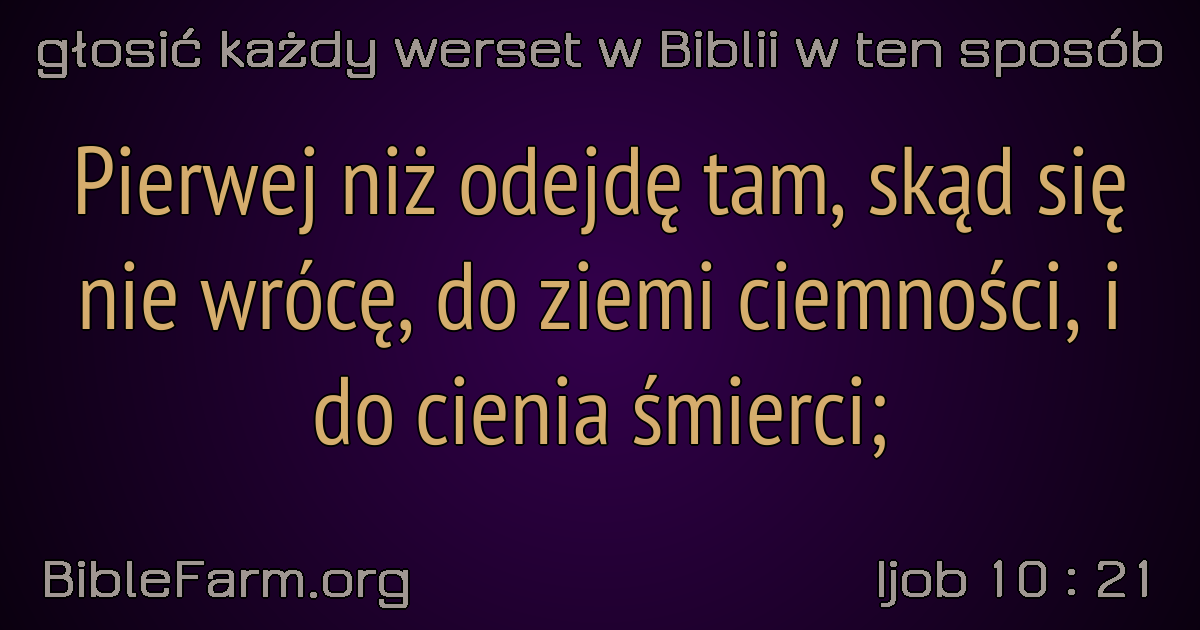 głosić każdy werset w Biblii w ten sposób
Pierwej niż odejdę tam, skąd się
nie wrócę, do ziemi ciemności, i
do cienia śmierci;
BibleFarm.org
Ijob 10 : 21